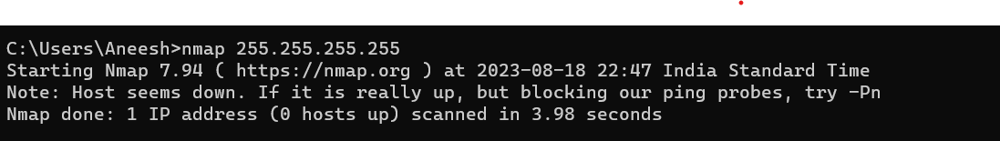 C:\Users\Aneesh>nmap 255.255.255.255
Starting Nmap 7.94 ( https://nmap.org ) at 2023-08-18 22:47 India Standard Time
Note: Host seems down. If it is really up, but blocking our ping probes, try -Pn
Nmap done: 1 IP address (0 hosts up) scanned in 3.98 seconds